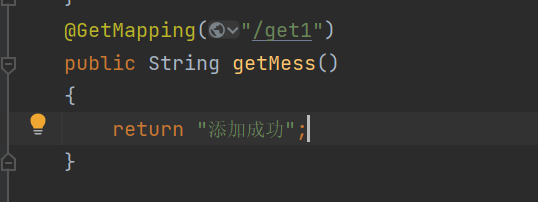 }
@GetMapping("/get1")
public String getMess()
{
return "添加成功";
}